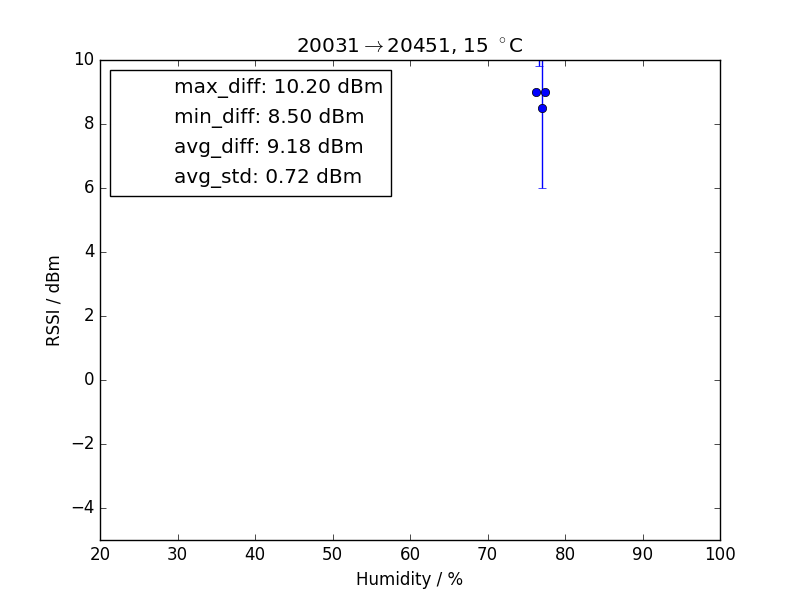 20031→20451, 15 °C
max_diff: 10.20 dBm
min_diff: 8.50 dBm
avg_diff: 9.18 dBm
avg_std: 0.72 dBm
10
8
6
4
2
0
−2
−4
RSSI / dBm
20 30 40 50 60 70 80 90 100
Humidity / %